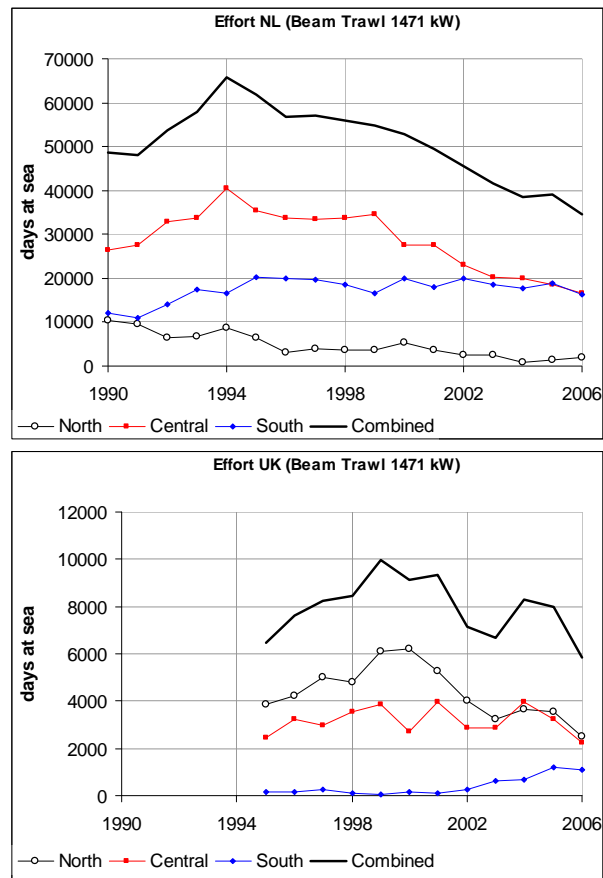 Effort NL (Beam Trawl 1471 kW)
70000
60000
50000
40000
30000
20000
10000
0
days at sea
1990 1994 1998 2002 2006
North Central South Combined
Effort UK (Beam Trawl 1471 kW)
12000
10000
8000
6000
4000
2000
0
days at sea
1990 1994 1998 2002 2006
North Central South Combined